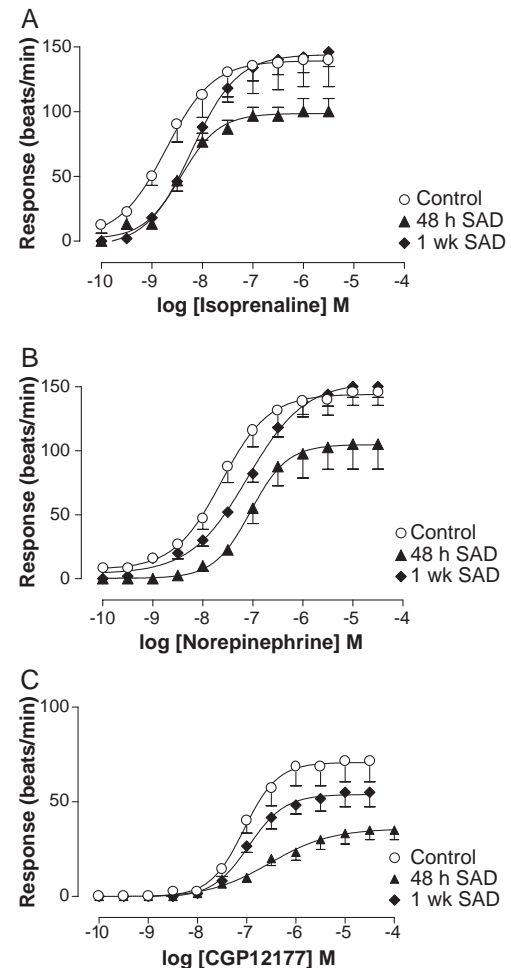 A
Response (beats/min)
150
100
50
0
Control
48 h SAD
1 wk SAD
-10 -9 -8 -7 -6 -5 -4
log [Isoprenaline] M
B
Response (beats/min)
150
100
50
0
Control
48 h SAD
1 wk SAD
-10 -9 -8 -7 -6 -5 -4
log [Norepinephrine] M
C
Response (beats/min)
100
50
0
Control
48 h SAD
1 wk SAD
-10 -9 -8 -7 -6 -5 -4
log [CGP12177] M